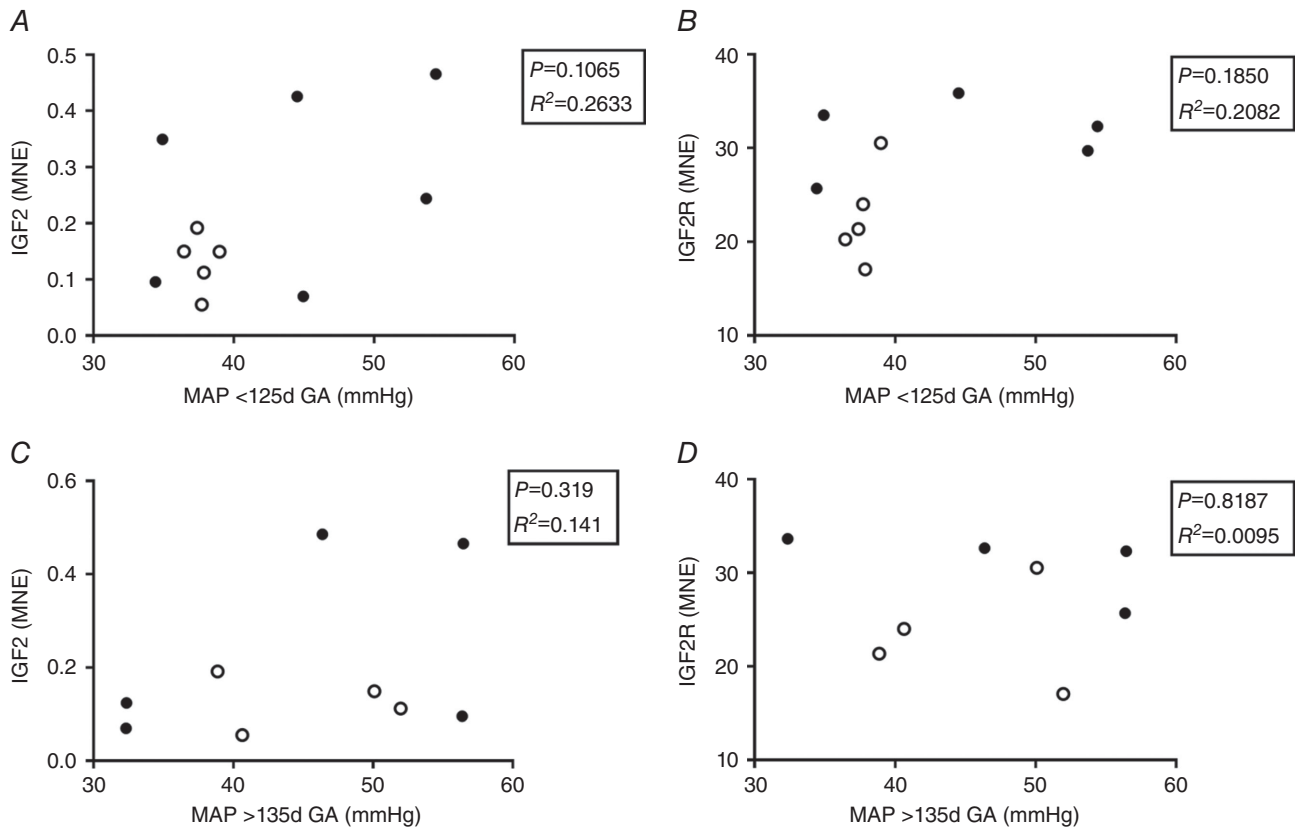 A
P=0.1065
R²=0.2633
IGF2 (MNE)
0.5
0.4
0.3
0.2
0.1
0.0
30 40 50 60
MAP <125d GA (mmHg)
B
P=0.1850
R²=0.2082
IGF2R (MNE)
40
30
20
10
30 40 50 60
MAP <125d GA (mmHg)
C
P=0.319
R²=0.141
IGF2 (MNE)
0.6
0.4
0.2
0.0
30 40 50 60
MAP >135d GA (mmHg)
D
P=0.8187
R²=0.0095
IGF2R (MNE)
40
30
20
10
30 40 50 60
MAP >135d GA (mmHg)